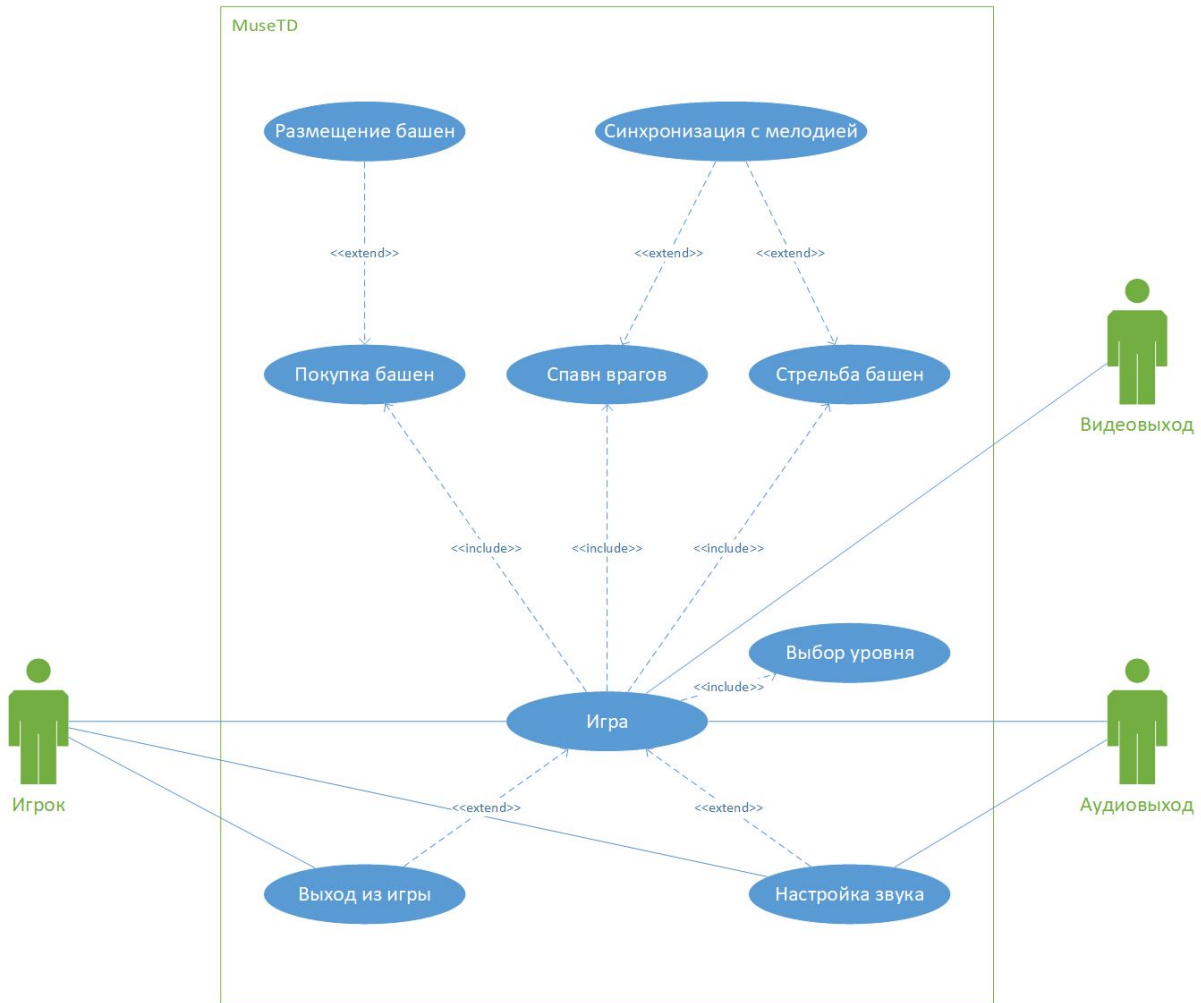 MuseTD
Размещение башен
Синхронизация с мелодией
<<extend>>
<<extend>>
<<extend>>
Покупка башен
Спавн врагов
Стрельба башен
Видеовыход
<<include>>
<<include>>
<<include>>
Выбор уровня
<<include>>
Игра
Игрок
Аудиовыход
<<extend>>
<<extend>>
Выход из игры
Настройка звука